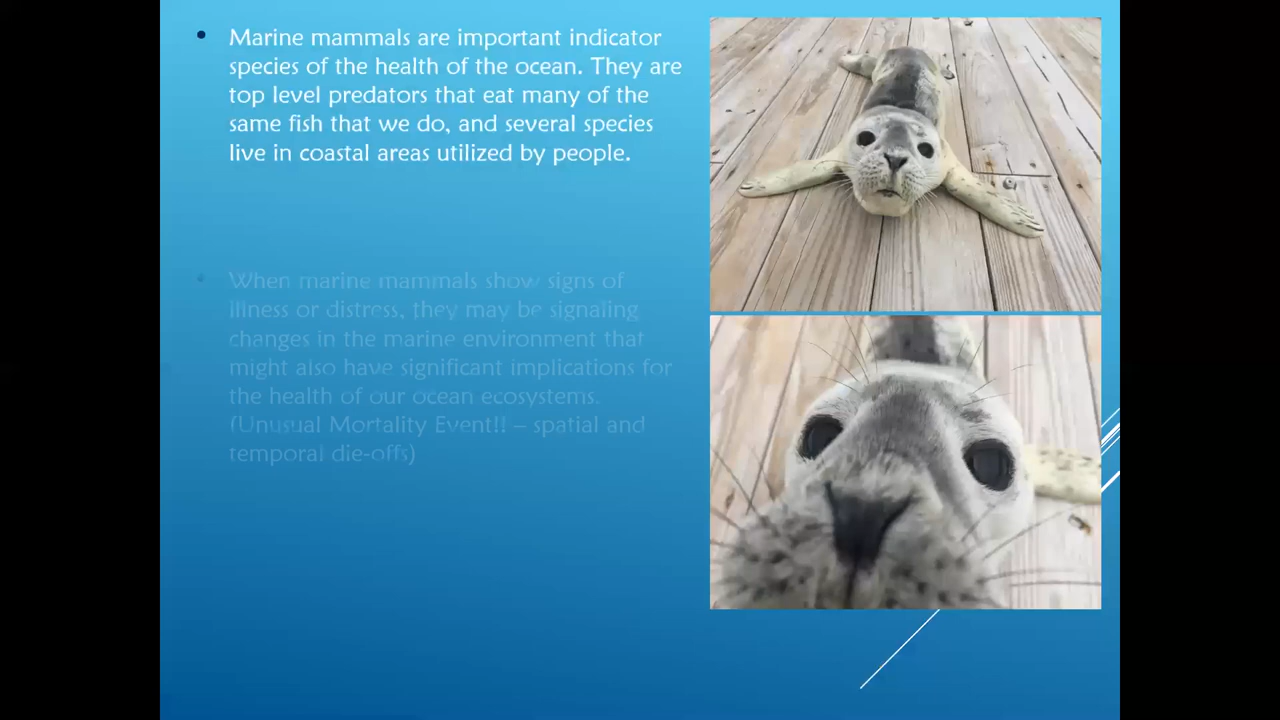 Marine mammals are important indicator
species of the health of the ocean. They are
top level predators that eat many of the
same fish that we do, and several species
live in coastal areas utilized by people.
When marine mammals show signs of
illness or distress, they may be signaling
changes in the marine environment that
might also have significant implications for
the health of our ocean ecosystems.
(Unusual Mortality Event!! – spatial and
temporal die-offs)